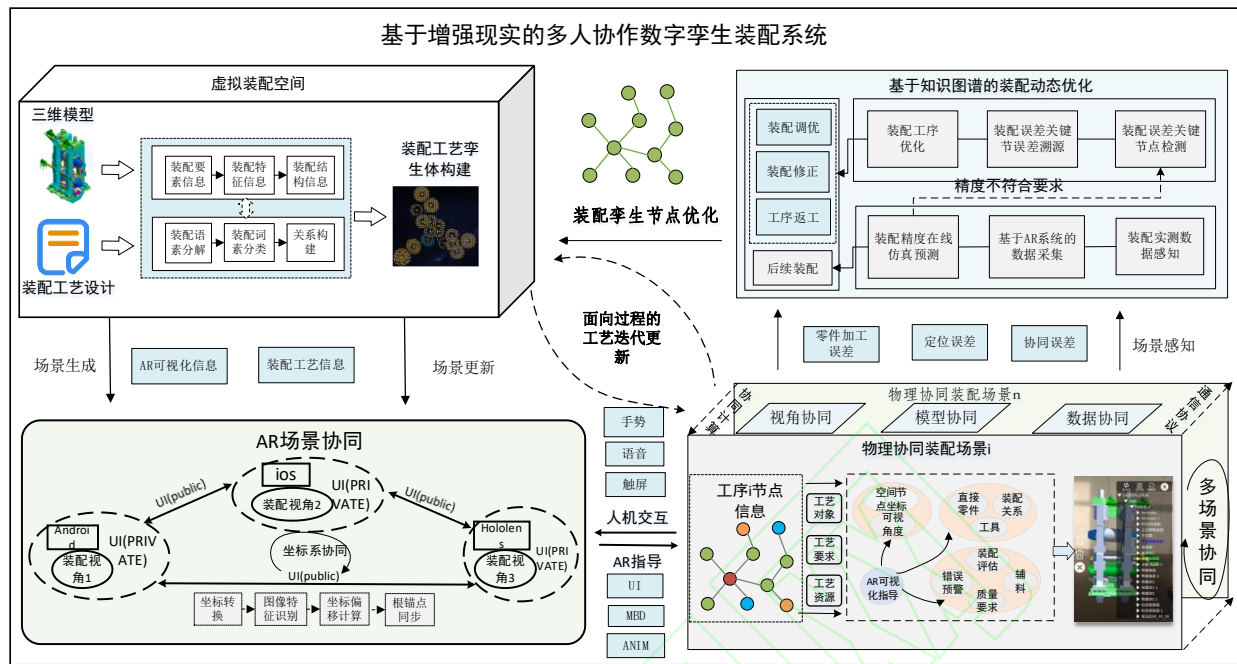 基于增强现实的多人协作数字孪生装配系统
虚拟装配空间
三维模型
装配要
素信息
装配特
征信息
装配结
构信息
装配语
素分解
装配词
素分类
关系构
建
装配工艺设计
装配工艺孪
生体构建
装配孪生节点优化
基于知识图谱的装配动态优化
装配调优
装配修正
工序返工
后续装配
装配工序
优化
装配误差关键
节误差溯源
装配误差关键
节点检测
精度不符合要求
装配精度在线
仿真预测
基于AR系统的
数据采集
装配实测数
据感知
面向过程的
工艺迭代更
新
场景生成
AR可视化信息
装配工艺信息
场景更新
零件加工
误差
定位误差
协同误差
场景感知
AR场景协同
ios
装配视角2
UI(PRI
VATE)
UI(public)
UI(public)
Androi
d
装配视
角1
UI(PRIV
ATE)
坐标系协同
UI(public)
Hololen
s
装配视
角3
UI(PRI
VATE)
坐标转
换
图像特
征识别
坐标偏
移计算
根锚点
同步
手势
语音
触屏
人机交互
AR指导
UI
MBD
ANIM
物理协同装配场景n
协同计算
通信协议
视角协同
模型协同
数据协同
物理协同装配场景i
工序i节点
信息
工艺
对象
工艺
要求
工艺
资源
空间节
点坐标
可视
角度
直接
零件
装配
关系
工具
AR可视
化指导
装配
评估
错误
预警
辅
料
质量
要求
多场景协同